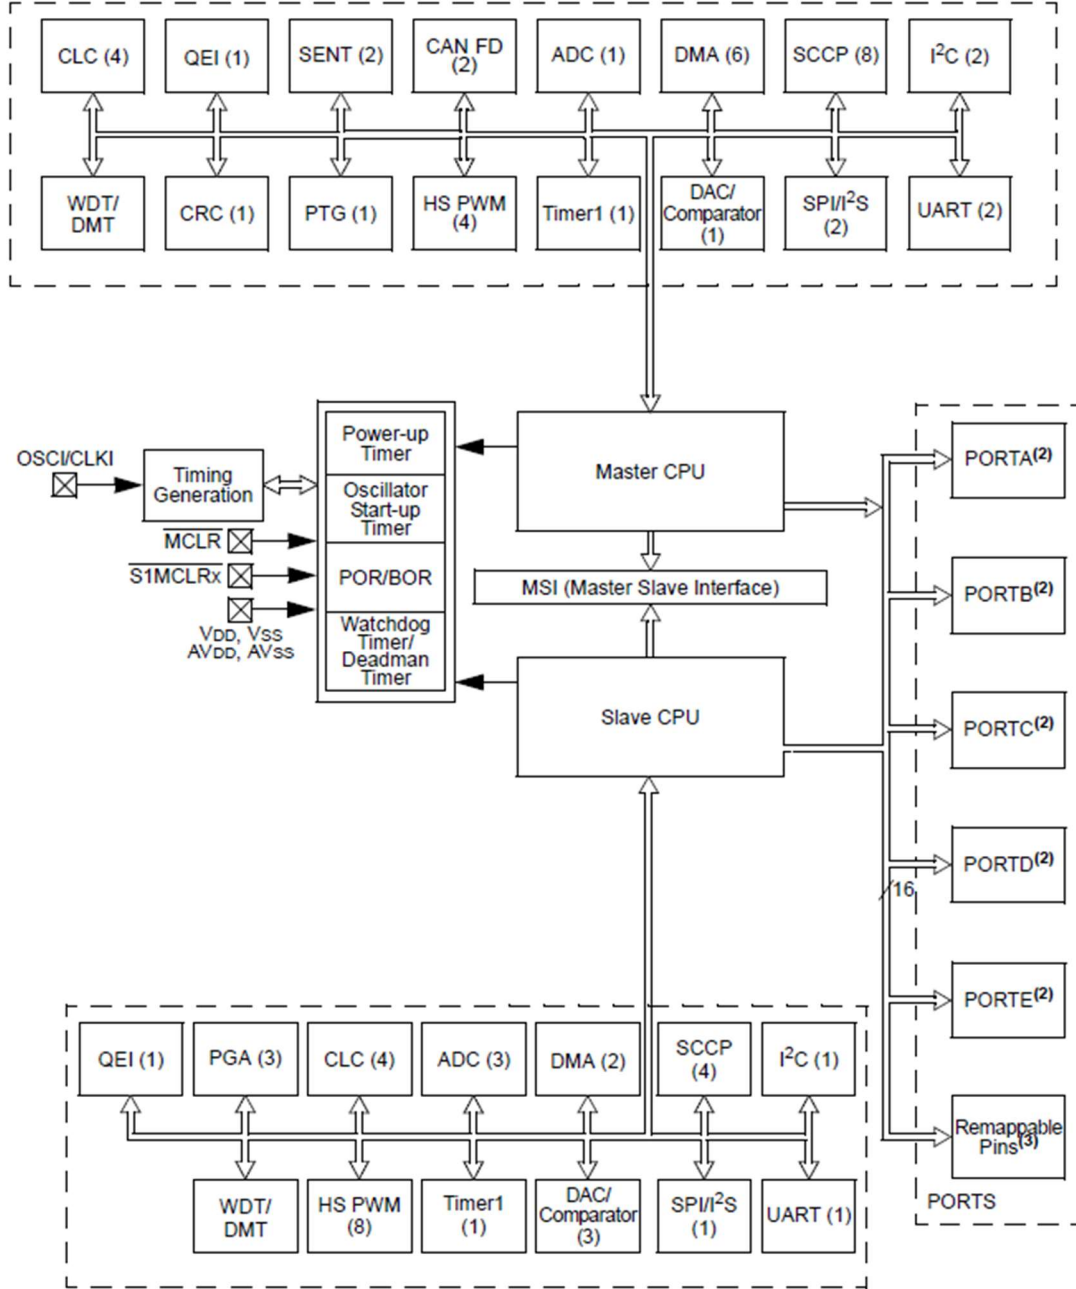 CLC (4)
QEI (1)
SENT (2)
CAN FD
(2)
ADC (1)
DMA (6)
SCCP (8)
I²C (2)
WDT/
DMT
CRC (1)
PTG (1)
HS PWM
(4)
Timer1 (1)
DAC/
Comparator
(1)
SPI/I²S
(2)
UART (2)
OSCI/CLKI
Timing
Generation
MCLR
S1MCLRx
VDD, VSS
AVDD, AVSS
Power-up
Timer
Oscillator
Start-up
Timer
POR/BOR
Watchdog
Timer/
Deadman
Timer
Master CPU
MSI (Master Slave Interface)
Slave CPU
PORTA(2)
PORTB(2)
PORTC(2)
PORTD(2)
16
PORTE(2)
Remappable
Pins(3)
PORTS
QEI (1)
PGA (3)
CLC (4)
ADC (3)
DMA (2)
SCCP
(4)
I²C (1)
WDT/
DMT
HS PWM
(8)
Timer1
(1)
DAC/
Comparator
(3)
SPI/I²S
(1)
UART (1)